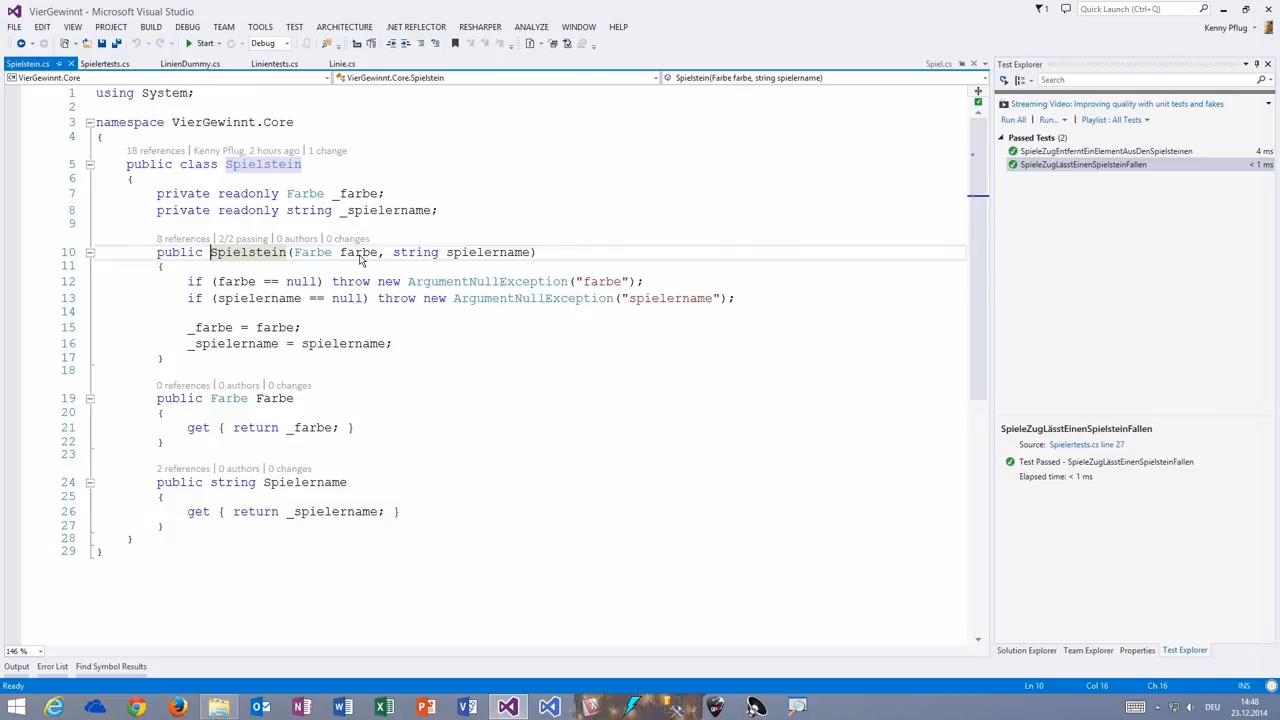 VierGewinnt - Microsoft Visual Studio
1
Quick Launch (Ctrl+Q)
FILE EDIT VIEW PROJECT BUILD DEBUG TEAM TOOLS TEST ARCHITECTURE .NET REFLECTOR RESHARPER ANALYZE WINDOW HELP
Kenny Pflug
Start Debug
Spielstein.cs Spielertests.cs LinienDummy.cs Linientests.cs Linie.cs Spiel.cs
VierGewinnt.Core VierGewinnt.Core.Spielstein Spielstein(Farbe farbe, string spielername)
1 using System;
2
3 namespace VierGewinnt.Core
4 {
18 references | Kenny Pflug, 2 hours ago | 1 change
5 public class Spielstein
6 {
7 private readonly Farbe _farbe;
8 private readonly string _spielername;
9
8 references | 2/2 passing | 0 authors | 0 changes
10 public Spielstein(Farbe farbe, string spielername)
11 {
12 if (farbe == null) throw new ArgumentNullException("farbe");
13 if (spielername == null) throw new ArgumentNullException("spielername");
14
15 _farbe = farbe;
16 _spielername = spielername;
17 }
18
0 references | 0 authors | 0 changes
19 public Farbe Farbe
20 {
21 get { return _farbe; }
22 }
23
2 references | 0 authors | 0 changes
24 public string Spielername
25 {
26 get { return _spielername; }
27 }
28 }
29 }
146 %
Test Explorer
Search
Streaming Video: Improving quality with unit tests and fakes
Run All Run... Playlist : All Tests
Passed Tests (2)
SpieleZugEntferntEinElementAusDenSpielsteinen 4 ms
SpieleZugLässtEinenSpielsteinFallen < 1 ms
SpieleZugLässtEinenSpielsteinFallen
Source: Spielertests.cs line 27
Test Passed - SpieleZugLässtEinenSpielsteinFallen
Elapsed time: < 1 ms
Solution Explorer Team Explorer Properties Test Explorer
Output Error List Find Symbol Results
Ready Ln 10 Col 16 Ch 16 INS
DEU
14:48
23.12.2014